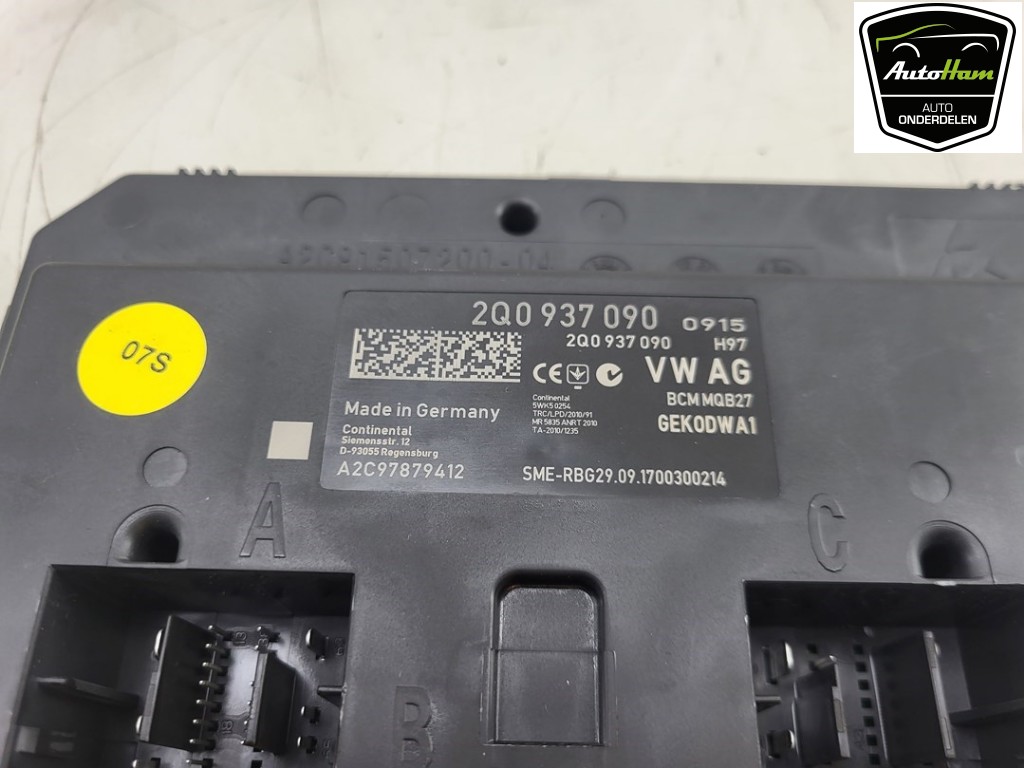 AutoHam
AUTO
ONDERDELEN
07S
2Q0 937 090 0915
2Q0 937 090 H97
CE VW AG
BCM MQB27
GEK0DWA1
Made in Germany
Continental
Siemensstr. 12
D-93055 Regensburg
A2C97879412
Continental
5WK50254
TRC/LPD/2010/91
MR 5835 ANRT 2010
TA-2010/1235
SME-RBG29.09.1700300214
A
C
B